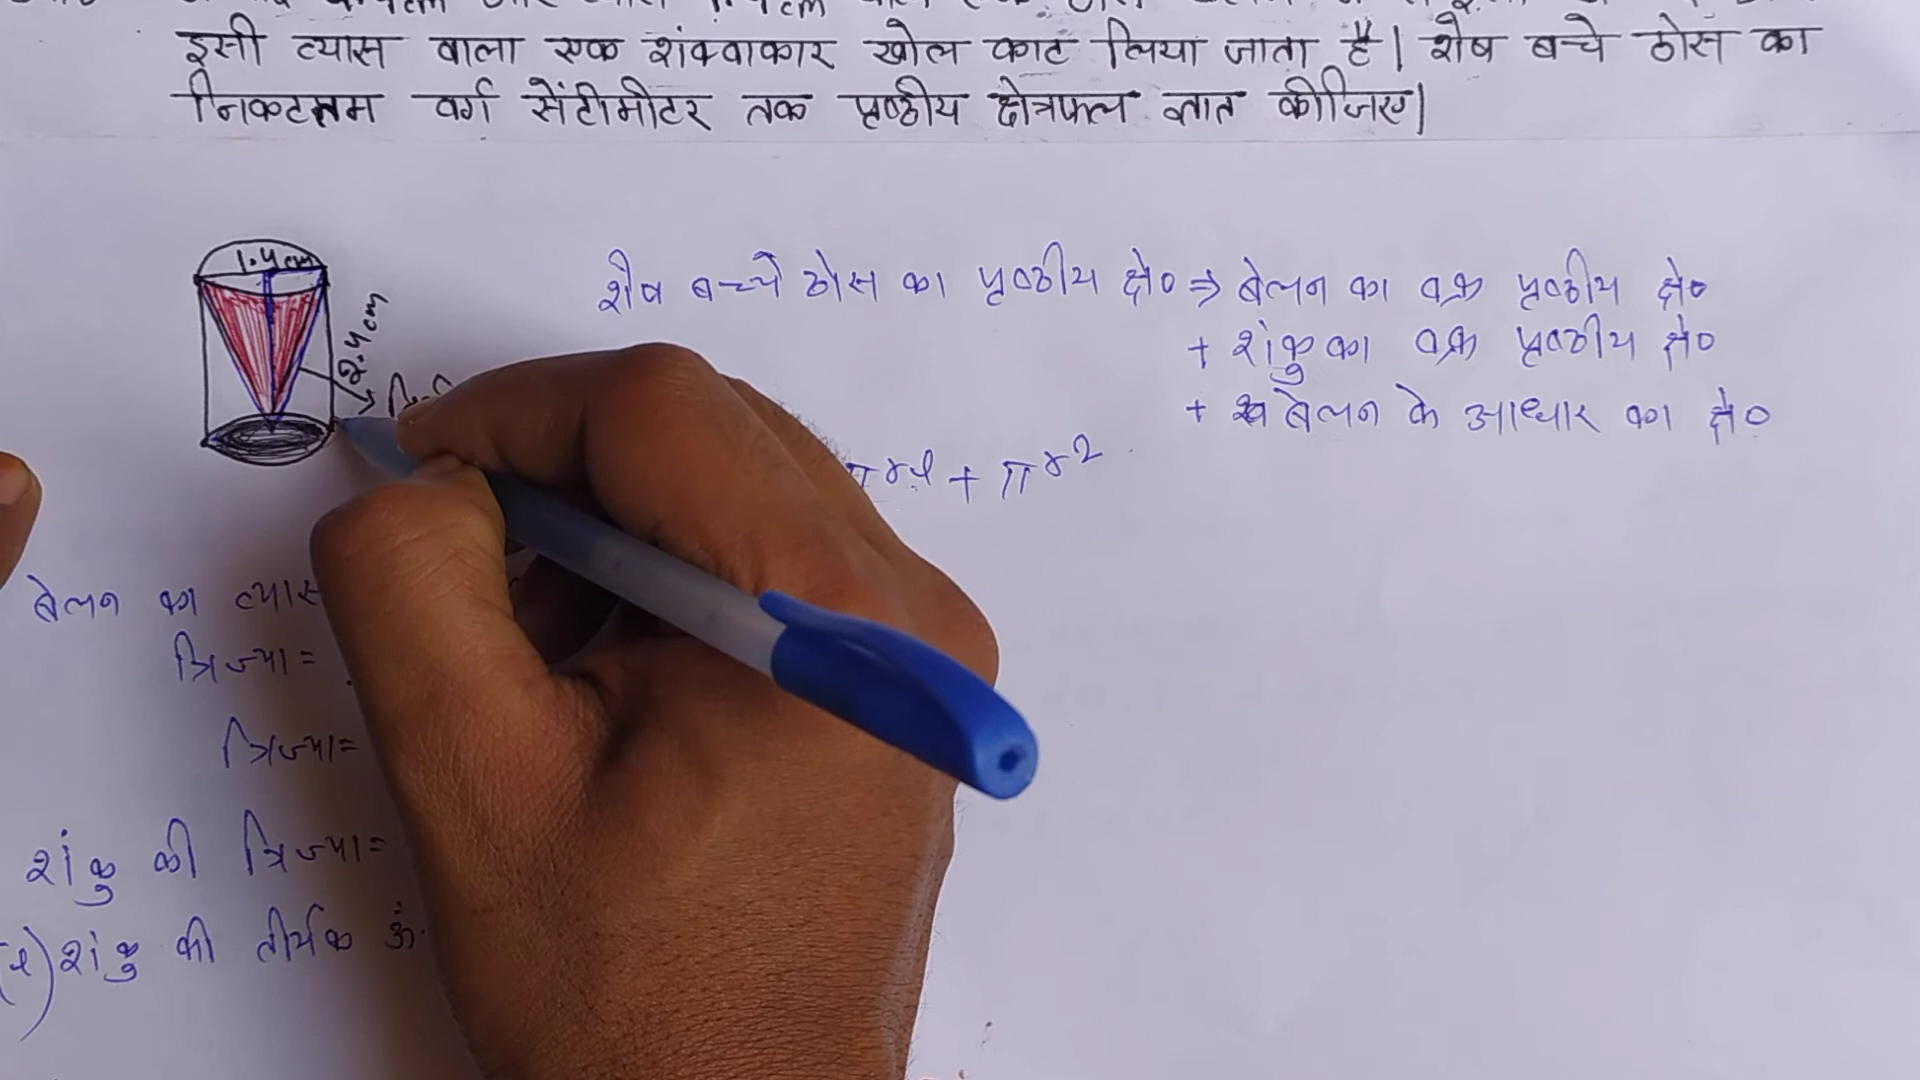 इसी व्यास वाला एक शंक्वाकार खोल काट लिया जाता है। शेष बच्चे ठोस का
निकटतम वर्ग सेंटीमीटर तक पृष्ठीय क्षेत्रफल ज्ञात कीजिए।
1.4cm
2.4cm
शेष बच्चे ठोस का पृष्ठीय क्षे० ⇒ बेलन का वक्र पृष्ठीय क्षे०
+ शंकु का वक्र पृष्ठीय क्षे०
+ बेलन के आधार का क्षे०
πrl + πr²
बेलन का व्यास
त्रिज्या =
त्रिज्या=
शंकु की त्रिज्या=
(l) शंकु की तीर्यक ऊँ.